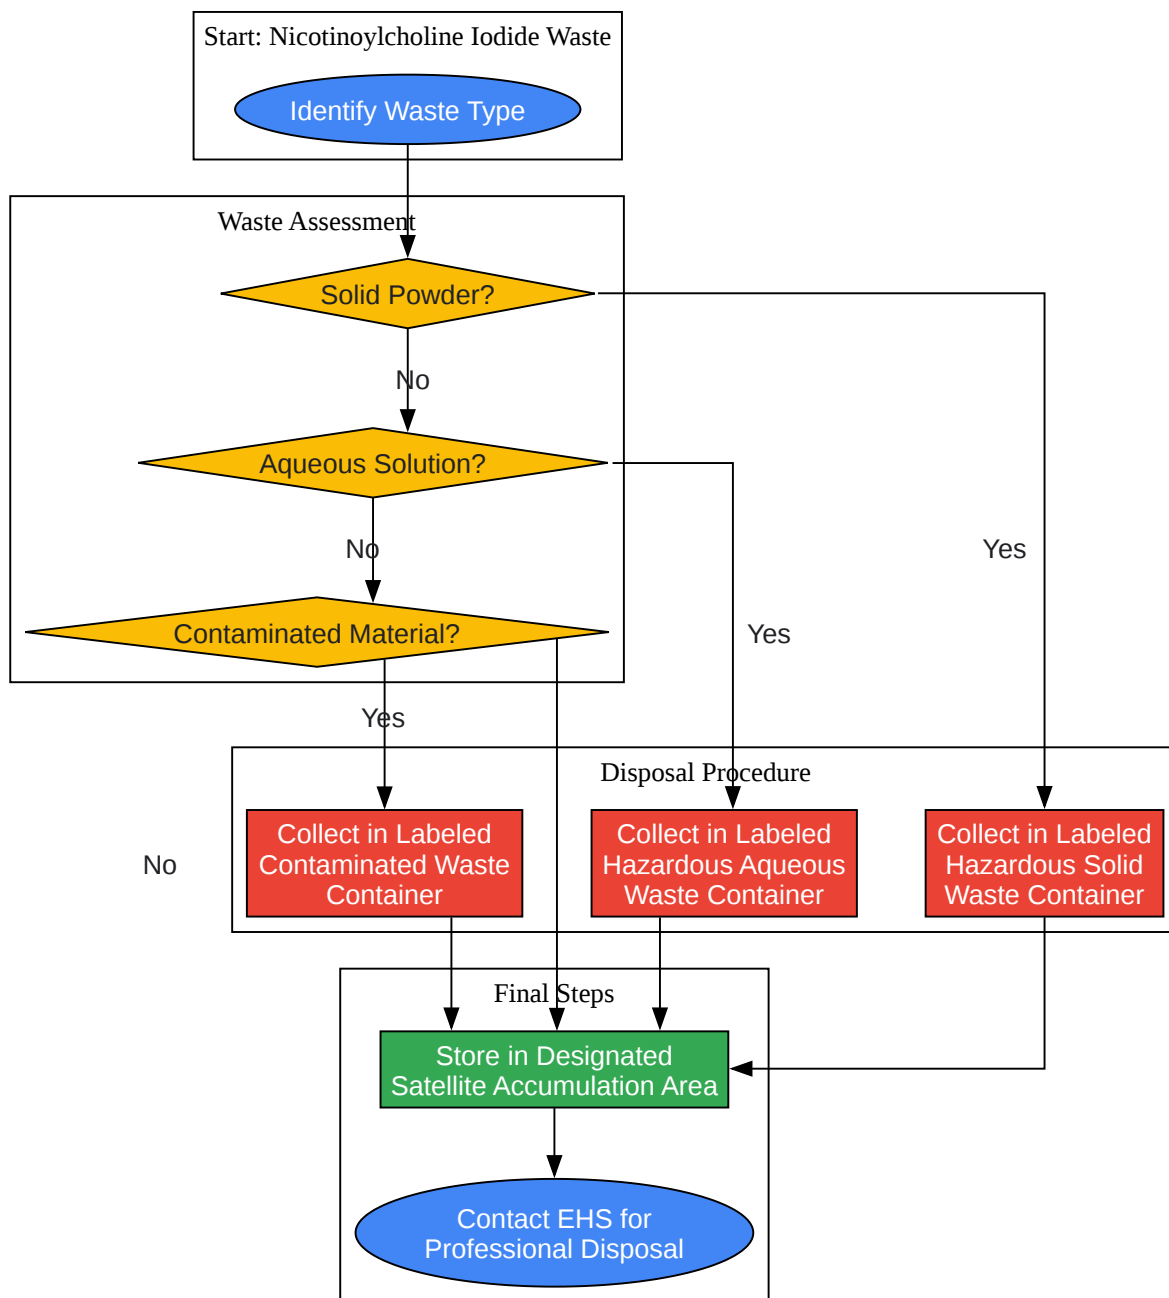 Start: Nicotinoylcholine Iodide Waste
Identify Waste Type
Waste Assessment
Solid Powder?
No
Aqueous Solution?
No
Yes
Contaminated Material?
Yes
Yes
Disposal Procedure
Collect in Labeled
Contaminated Waste
Container
Collect in Labeled
Hazardous Aqueous
Waste Container
Collect in Labeled
Hazardous Solid
Waste Container
No
Final Steps
Store in Designated
Satellite Accumulation Area
Contact EHS for
Professional Disposal